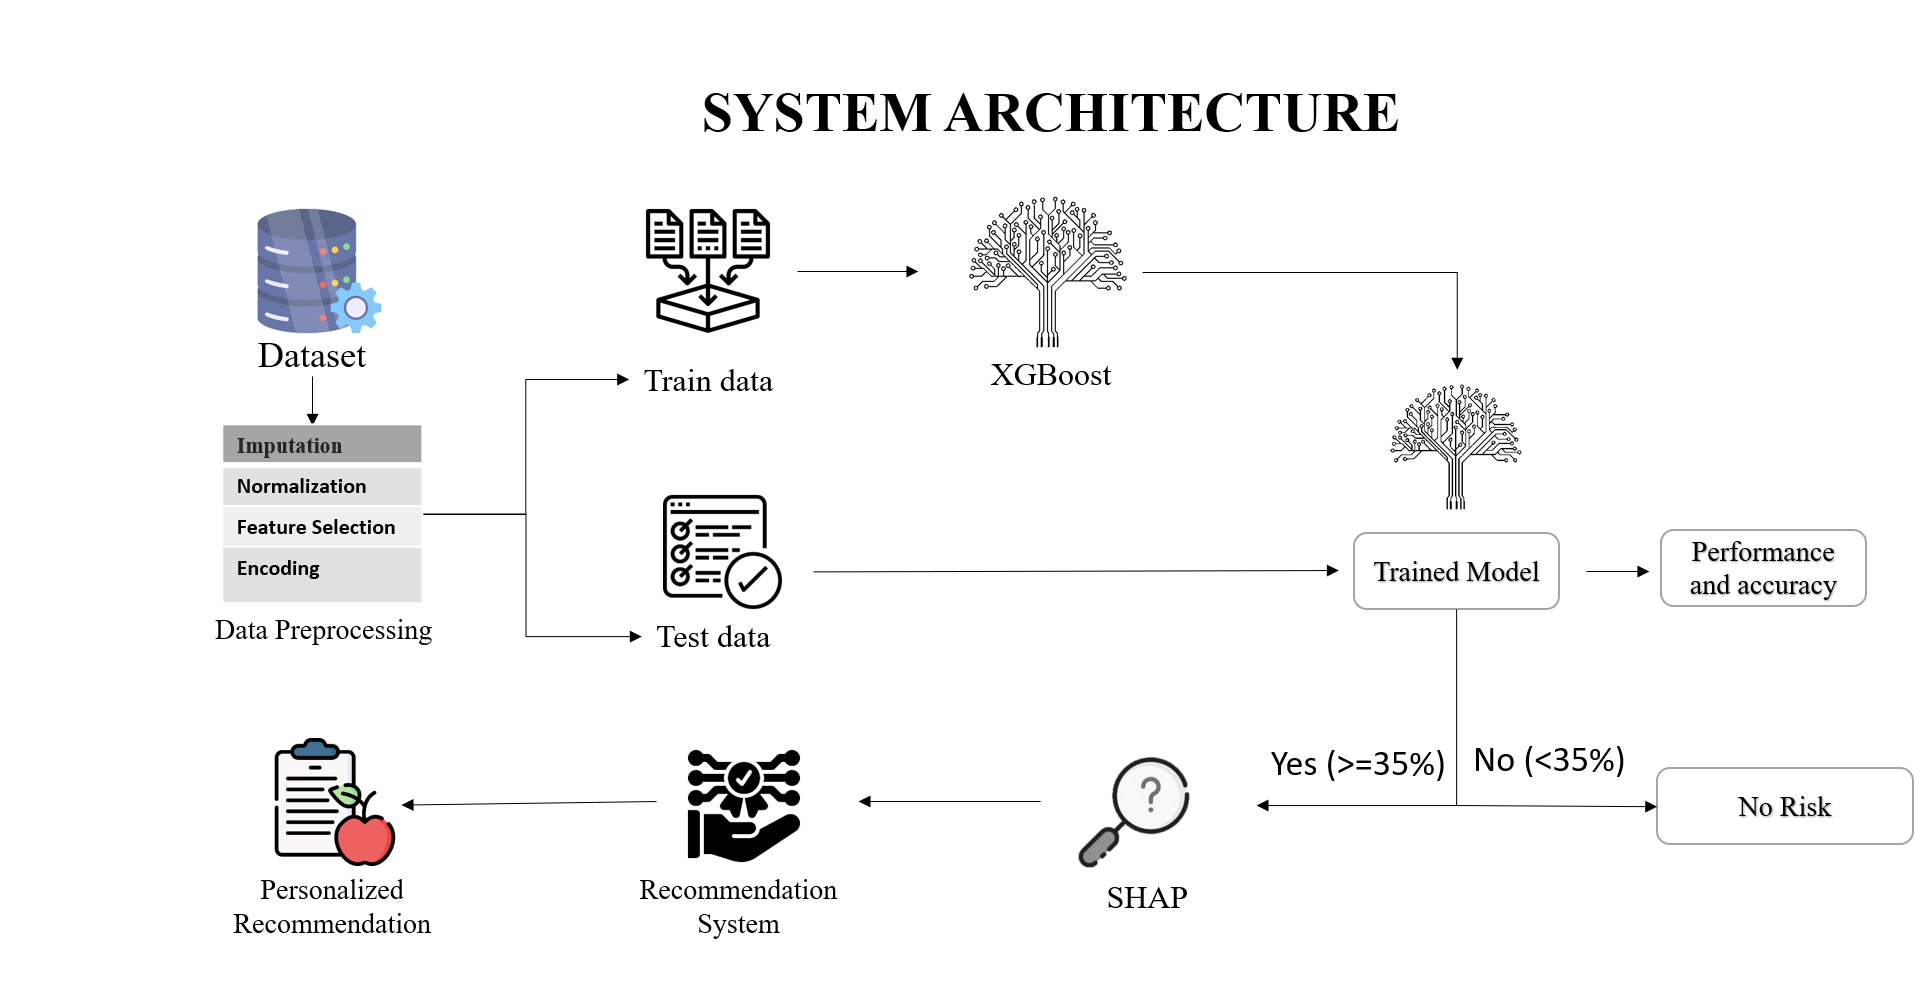 SYSTEM ARCHITECTURE
Dataset
Imputation
Normalization
Feature Selection
Encoding
Data Preprocessing
Train data
XGBoost
Test data
Trained Model
Performance
and accuracy
Yes (>=35%)
No (<35%)
No Risk
?
SHAP
Recommendation
System
Personalized
Recommendation